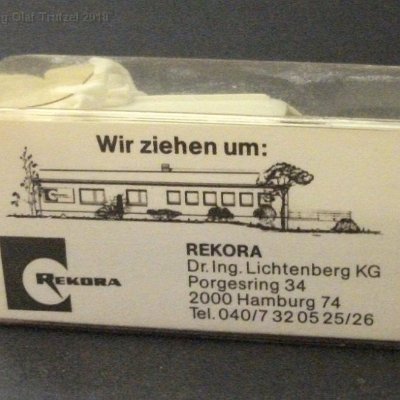 Wir ziehen um:
REKORA
REKORA
Dr. Ing. Lichtenberg KG
Porgesring 34
2000 Hamburg 74
Tel. 040/7 32 05 25/26